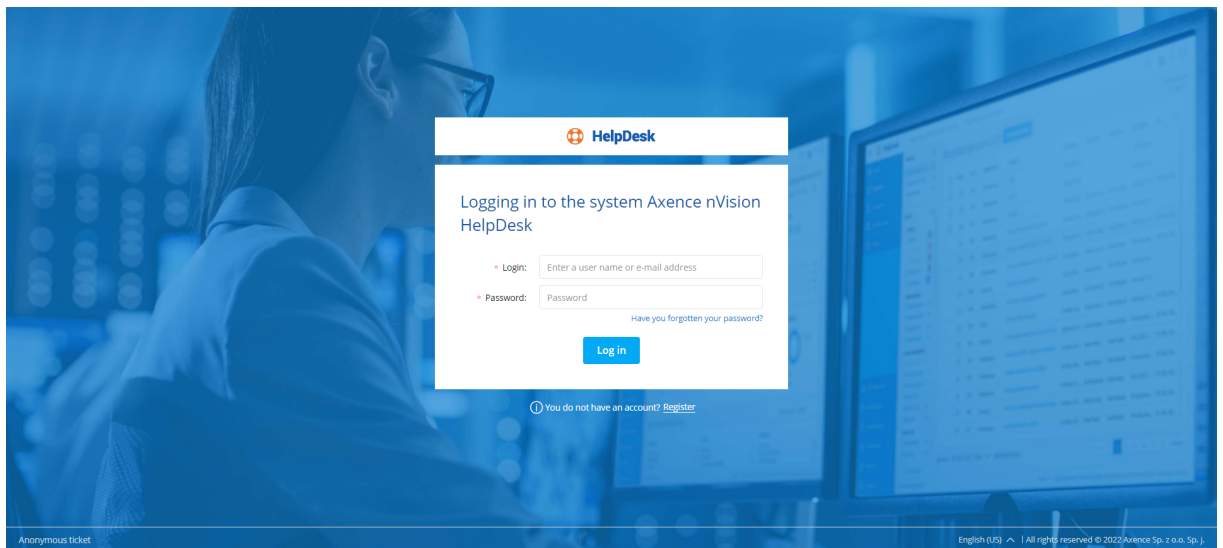 HelpDesk
Logging in to the system Axence nVision
HelpDesk
* Login: Enter a user name or e-mail address
* Password: Password
Have you forgotten your password?
Log in
You do not have an account? Register
Anonymous ticket
English (US) | All rights reserved © 2022 Axence Sp. z o.o. Sp. j.